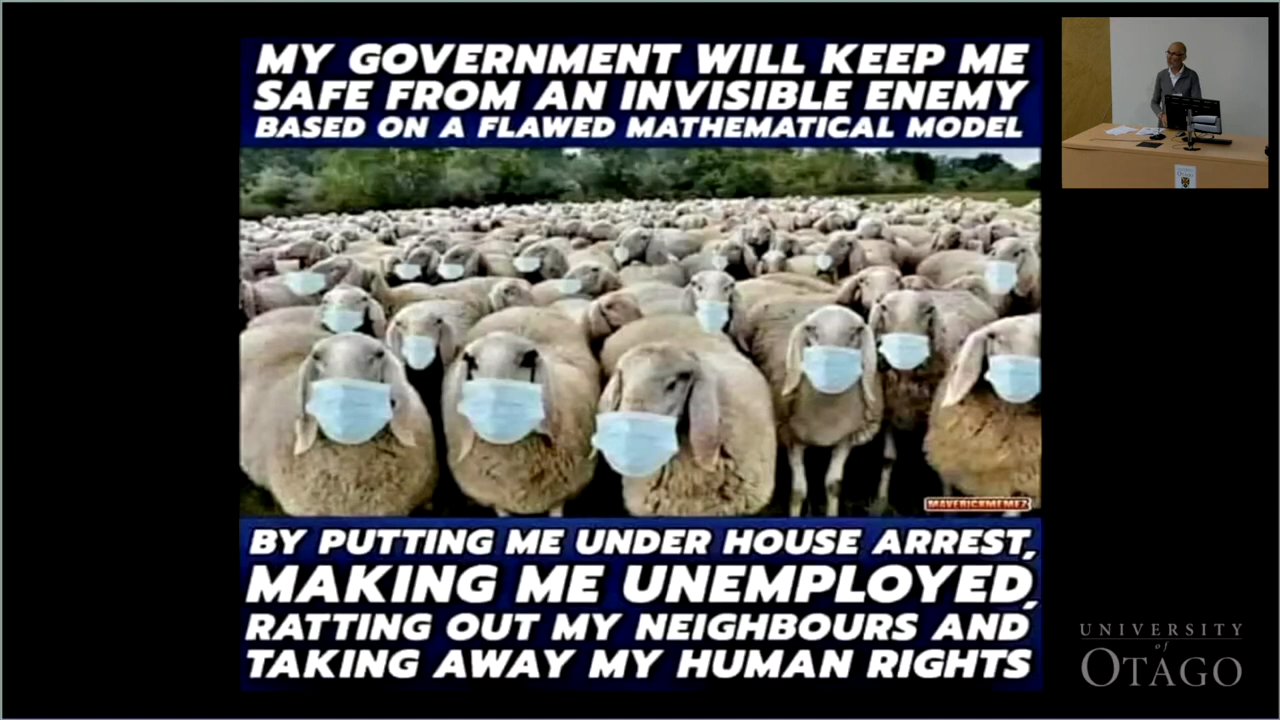 MY GOVERNMENT WILL KEEP ME
SAFE FROM AN INVISIBLE ENEMY
BASED ON A FLAWED MATHEMATICAL MODEL
MAVERICKMEMEZ
BY PUTTING ME UNDER HOUSE ARREST,
MAKING ME UNEMPLOYED,
RATTING OUT MY NEIGHBOURS AND
TAKING AWAY MY HUMAN RIGHTS
UNIVERSITY
of
OTAGO